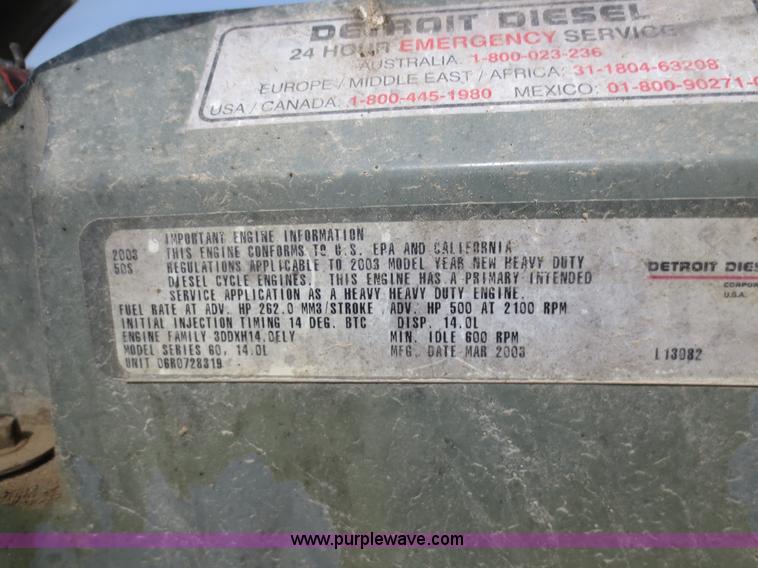 DETROIT DIESEL
24 HOUR EMERGENCY SERVICE
AUSTRALIA: 1-800-023-236
EUROPE / MIDDLE EAST / AFRICA: 31-1804-63208
USA / CANADA: 1-800-445-1980 MEXICO: 01-800-90271-0
IMPORTANT ENGINE INFORMATION
2003 THIS ENGINE CONFORMS TO U.S. EPA AND CALIFORNIA
50S REGULATIONS APPLICABLE TO 2003 MODEL YEAR NEW HEAVY DUTY
DIESEL CYCLE ENGINES. THIS ENGINE HAS A PRIMARY INTENDED
SERVICE APPLICATION AS A HEAVY HEAVY DUTY ENGINE.
FUEL RATE AT ADV. HP 262.0 MM3/STROKE ADV. HP 500 AT 2100 RPM
INITIAL INJECTION TIMING 14 DEG. BTC DISP. 14.0L
ENGINE FAMILY 3DDXH14.0ELY MIN. IDLE 600 RPM
MODEL SERIES 60, 14.0L MFG. DATE MAR 2003
UNIT 06R0728319
DETROIT DIES
CORPOR
U.S.A.
L13082
www.purplewave.com